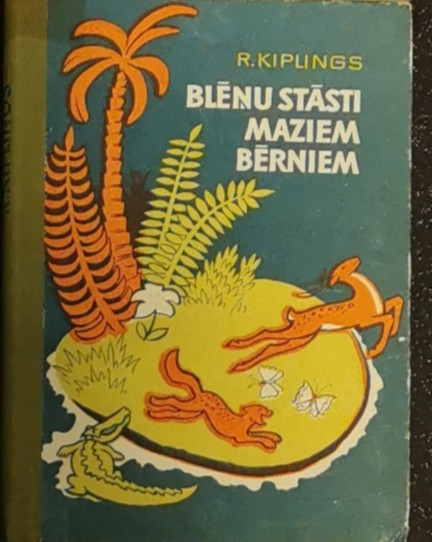 R. KIPLINGS
BLĒŅU STĀSTI
MAZIEM
BĒRNIEM